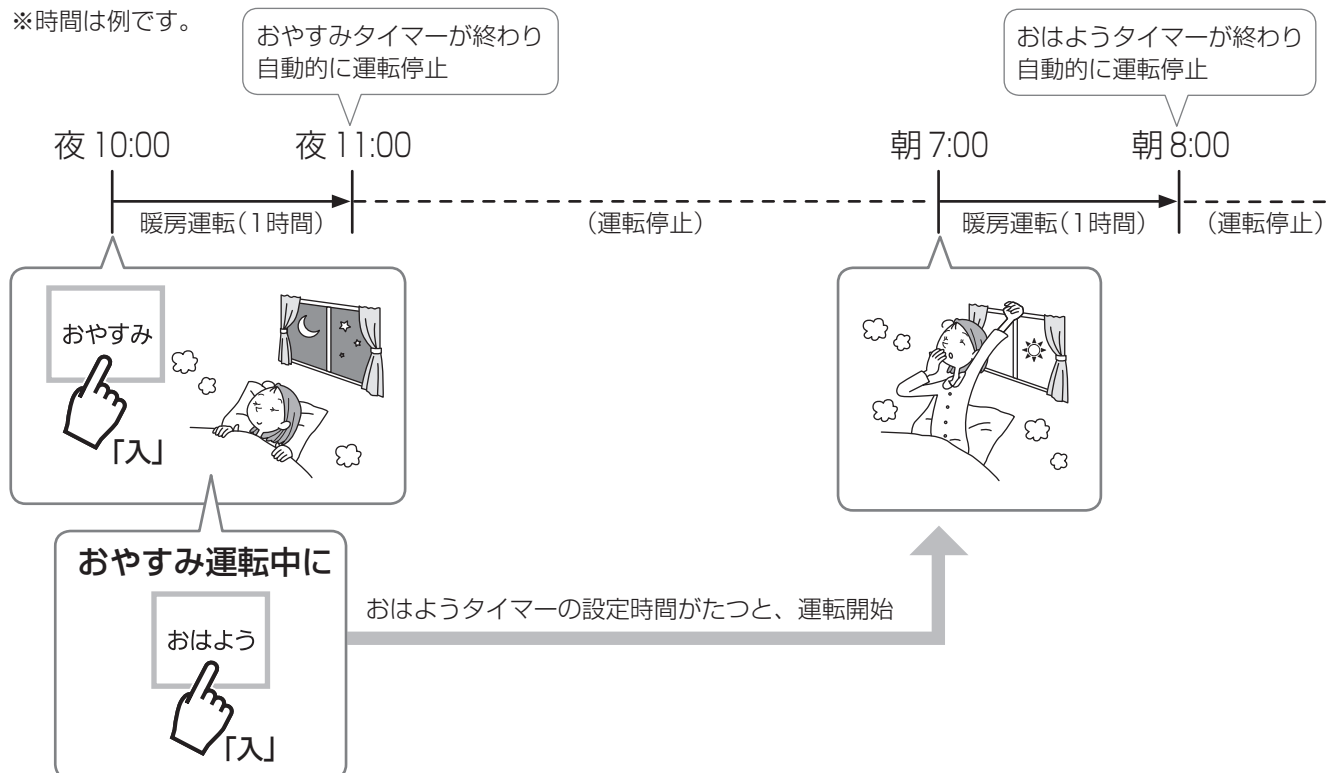 ※時間は例です。
おやすみタイマーが終わり
自動的に運転停止
おはようタイマーが終わり
自動的に運転停止
夜 10:00
夜 11:00
朝 7:00
朝 8:00
暖房運転(1時間)
(運転停止)
暖房運転(1時間)
(運転停止)
おやすみ
「入」
おやすみ運転中に
おはようタイマーの設定時間がたつと、運転開始
おはよう
「入」